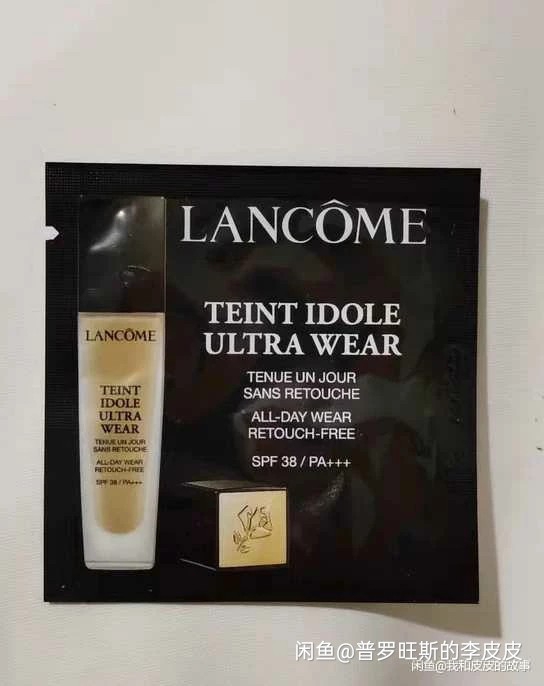 LANCÔME
TEINT IDOLE
ULTRA WEAR
TENUE UN JOUR
SANS RETOUCHE
ALL-DAY WEAR
RETOUCH-FREE
SPF 38 / PA+++
LANCÔME
TEINT
IDOLE
ULTRA
WEAR
TENUE UN JOUR
SANS RETOUCHE
ALL-DAY WEAR
RETOUCH-FREE
SPF 38 / PA+++
闲鱼@普罗旺斯的李皮皮
闲鱼@我和皮皮的故事